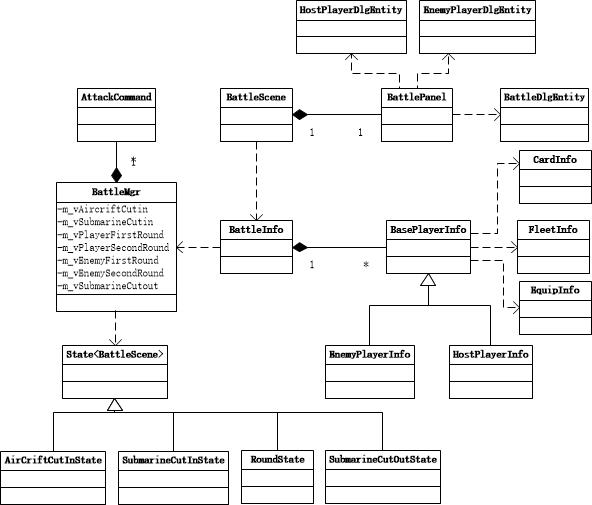 HostPlayerDlgEntity
EnemyPlayerDlgEntity
AttackCommand
BattleScene
BattlePanel
BattleDlgEntity
1
1
CardInfo
*
1
BattleMgr
-m_vAircriftCutin
-m_vSubmarineCutin
-m_vPlayerFirstRound
-m_vPlayerSecondRound
-m_vEnemyFirstRound
-m_vEnemySecondRound
-m_vSubmarineCutout
BattleInfo
BasePlayerInfo
FleetInfo
1
*
EquipInfo
State<BattleScene>
EnemyPlayerInfo
HostPlayerInfo
AirCriftCutInState
SubmarineCutInState
RoundState
SubmarineCutOutState